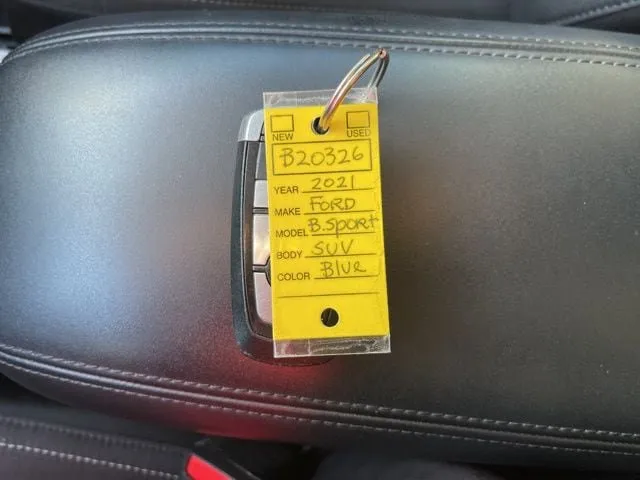 NEW USED
B20326
YEAR 2021
MAKE FORD
MODEL B.Sport
BODY SUV
COLOR Blue